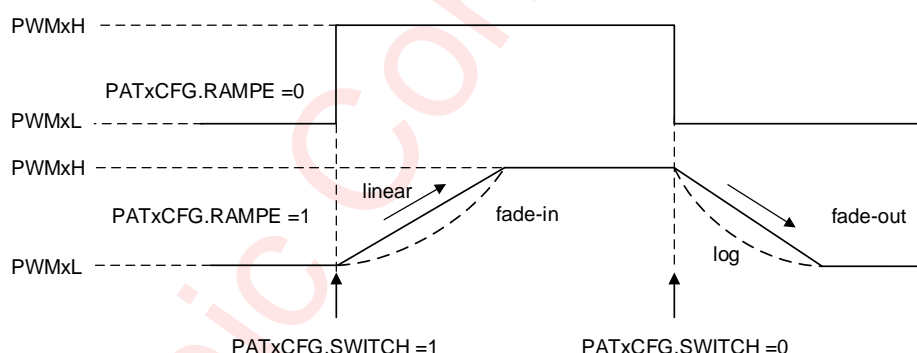 PWMxH
PATxCFG.RAMPE =0
PWMxL
PWMxH
linear
PATxCFG.RAMPE =1
fade-in
fade-out
log
PWMxL
PATxCFG.SWITCH =1
PATxCFG.SWITCH =0